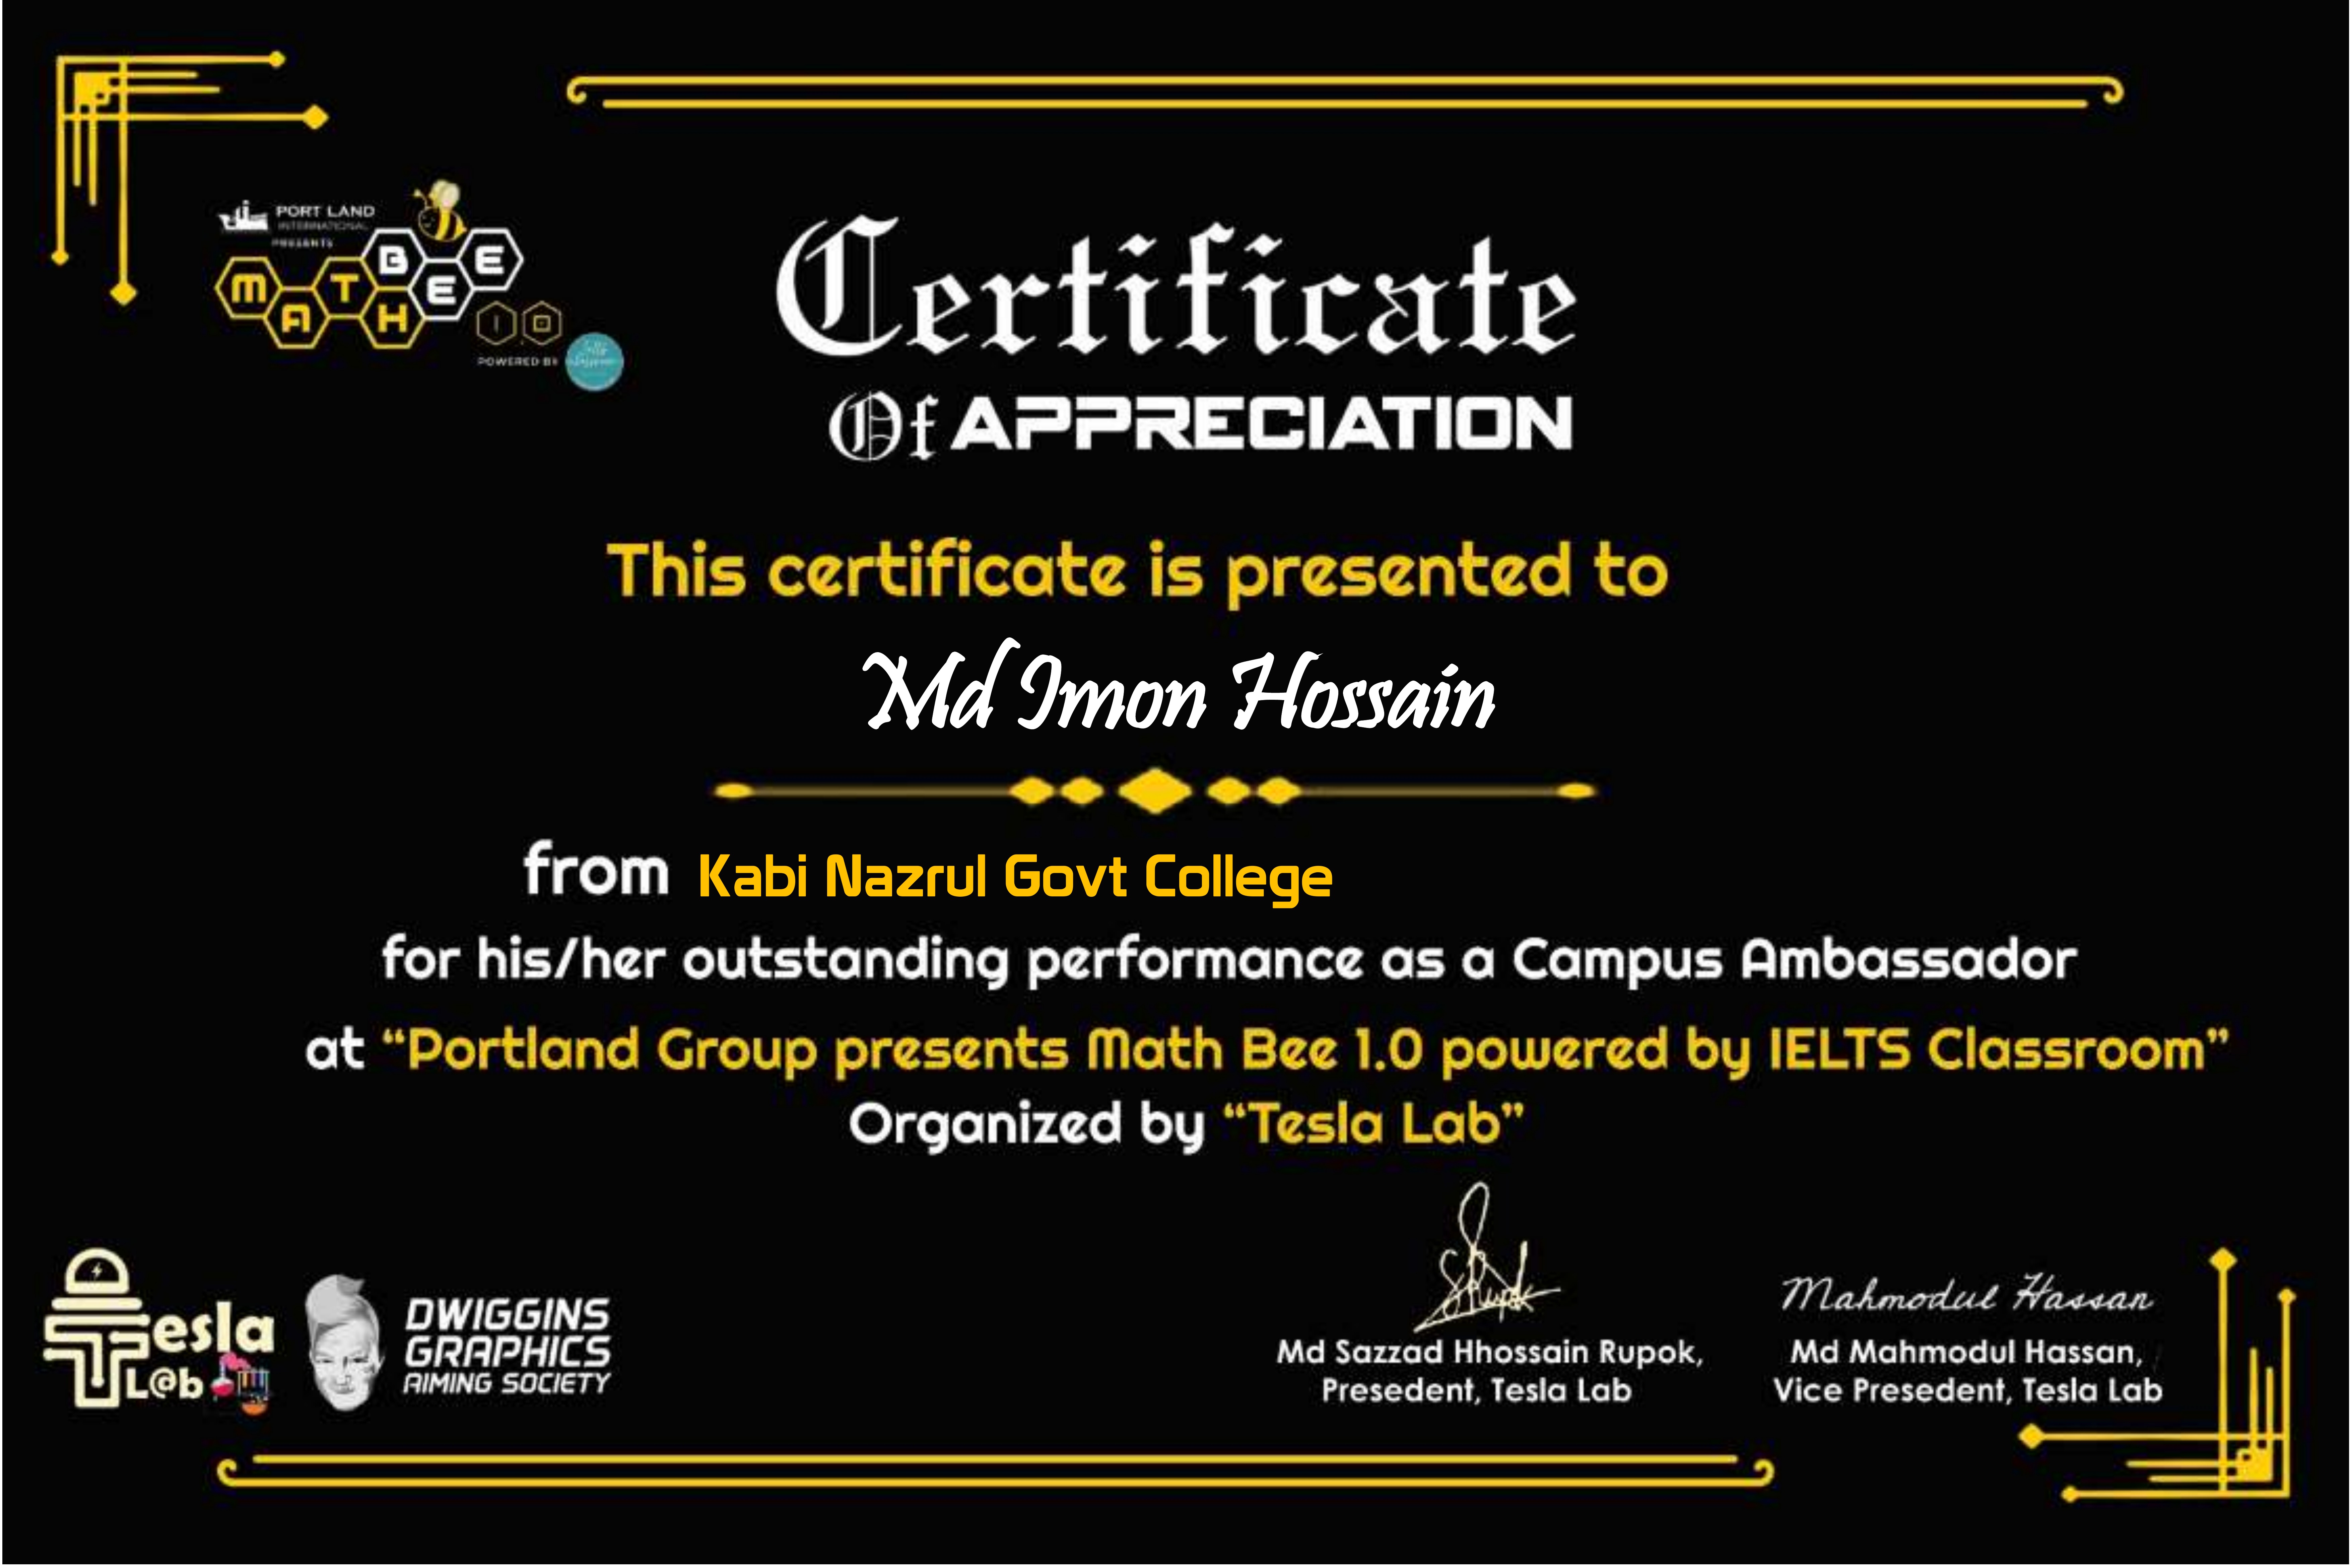 PORT LAND
INTERNATIONAL
PRESENTS
MATH BEE
1.0
POWERED BY
Certificate
Of APPRECIATION
This certificate is presented to
Md Imon Hossain
from Kabi Nazrul Govt College
for his/her outstanding performance as a Campus Ambassador
at “Portland Group presents Math Bee 1.0 powered by IELTS Classroom”
Organized by “Tesla Lab”
Tesla
L@b
DWIGGINS
GRAPHICS
AIMING SOCIETY
Mahmodul Hassan
Md Sazzad Hhossain Rupok,
Presedent, Tesla Lab
Md Mahmodul Hassan,
Vice Presedent, Tesla Lab